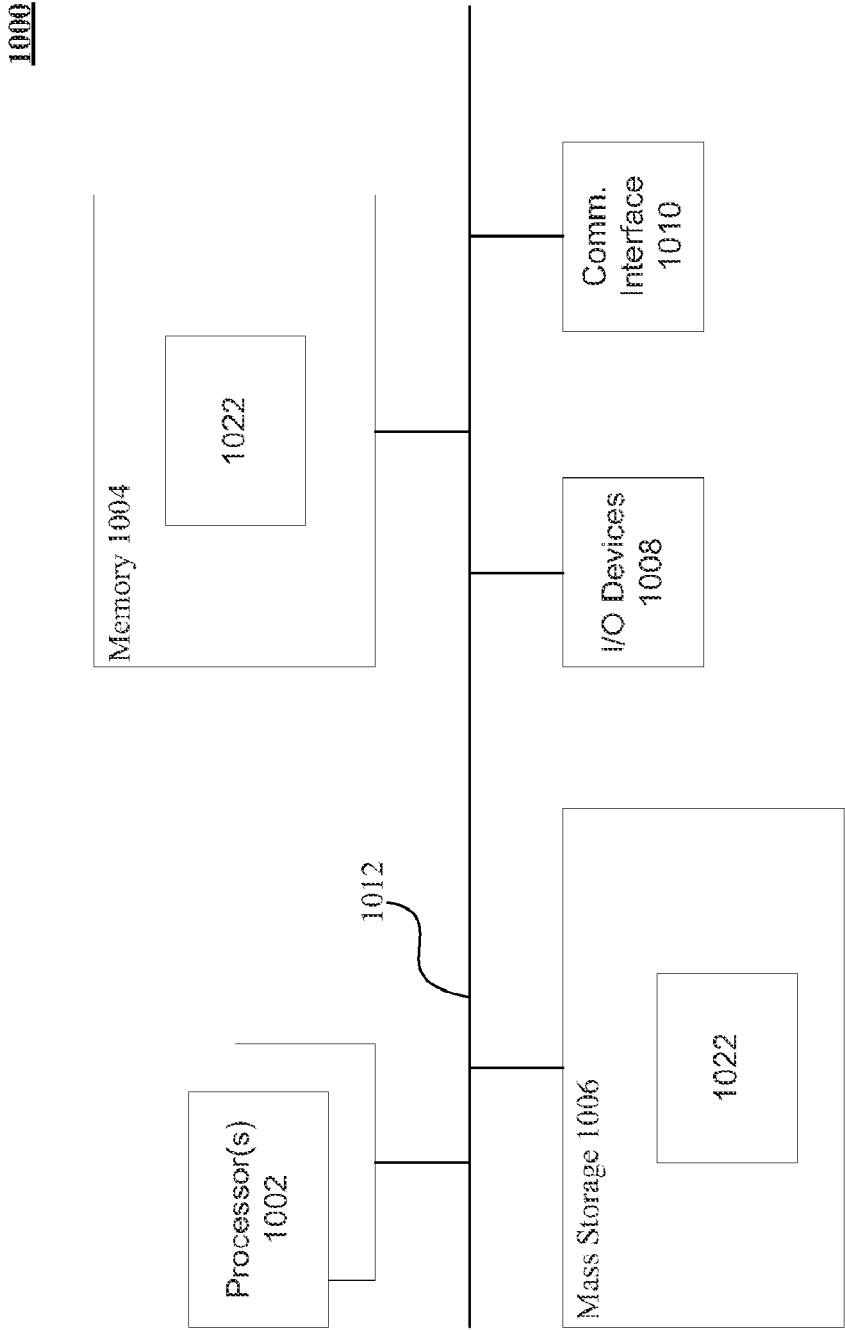 1000
Processor(s)
1002
Memory 1004
1022
1012
Mass Storage 1006
1022
I/O Devices
1008
Comm.
Interface
1010